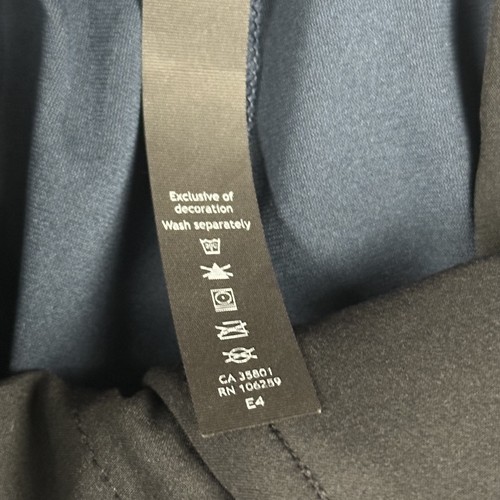 Exclusive of
decoration
Wash separately
CA 35801
RN 106259
E4